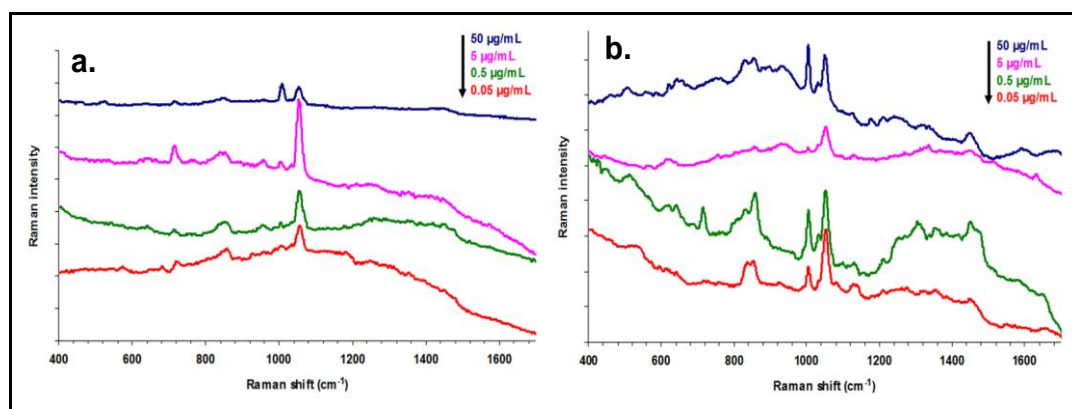 a.
50 µg/mL
5 µg/mL
0.5 µg/mL
0.05 µg/mL
Raman intensity
400 600 800 1000 1200 1400 1600
Raman shift (cm⁻¹)
b.
50 µg/mL
5 µg/mL
0.5 µg/mL
0.05 µg/mL
Raman intensity
400 600 800 1000 1200 1400 1600
Raman shift (cm⁻¹)